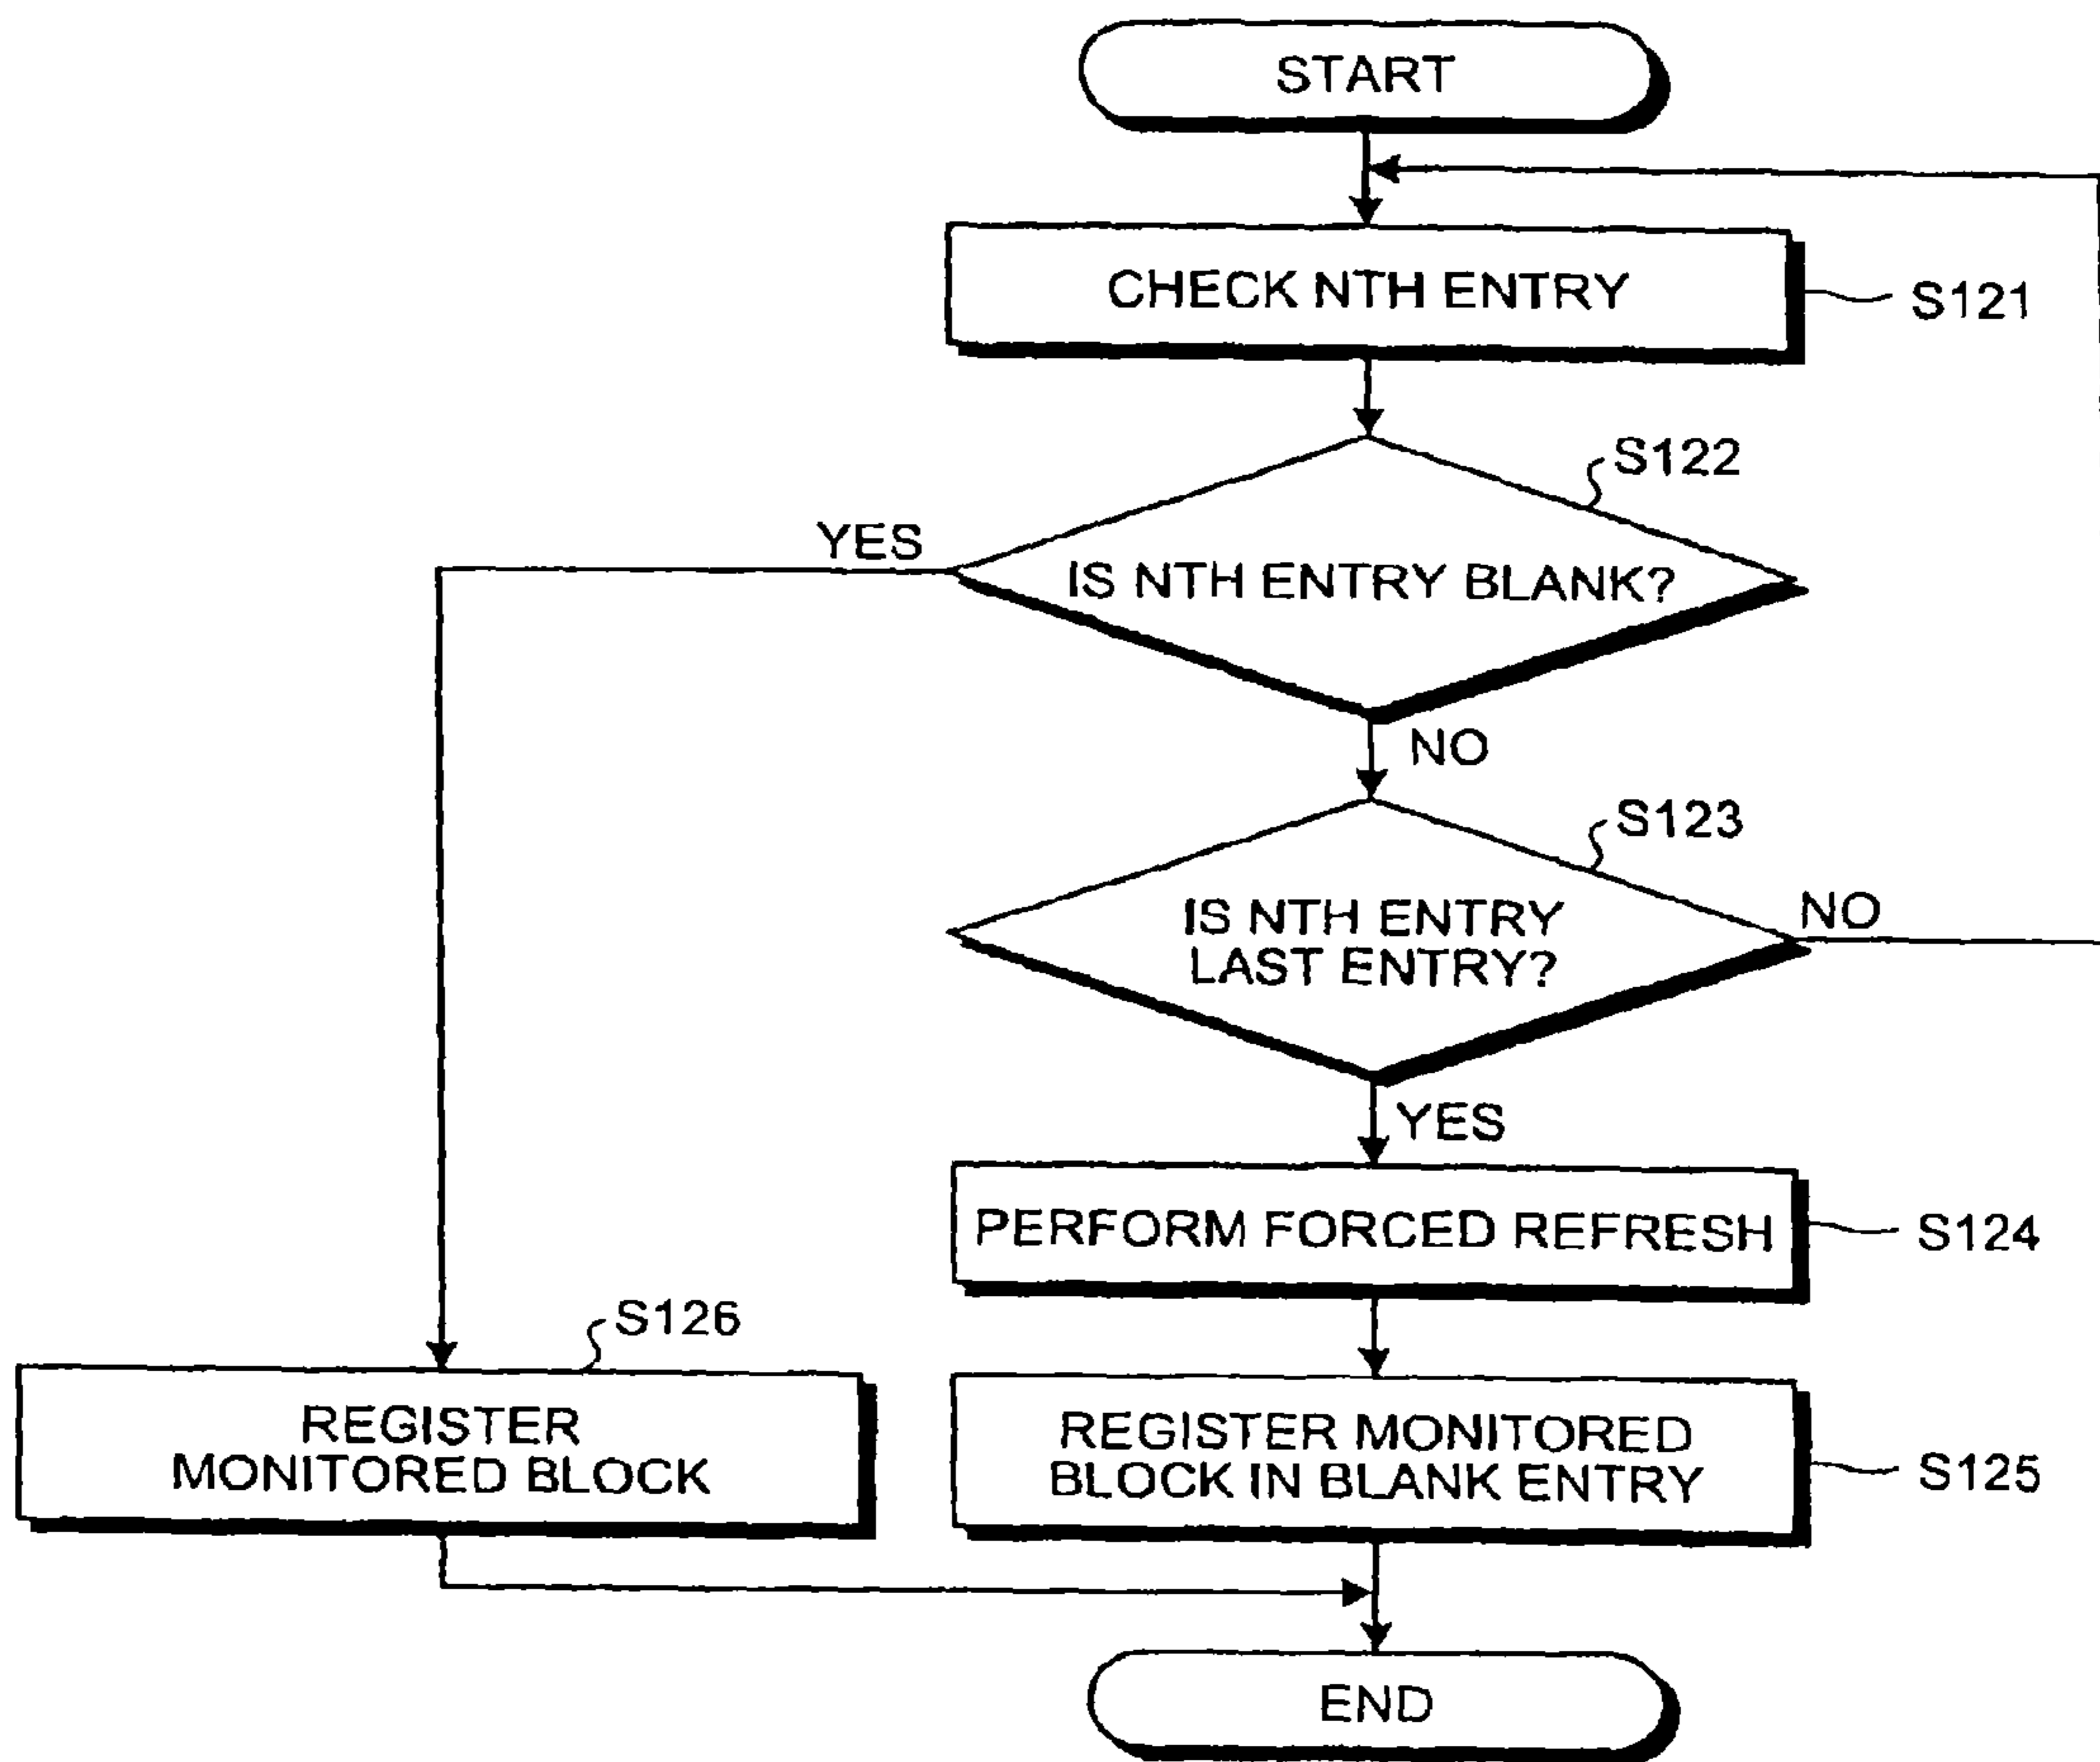 START
CHECK NTH ENTRY
S121
S122
YES
IS NTH ENTRY BLANK?
NO
S123
IS NTH ENTRY
LAST ENTRY?
NO
YES
PERFORM FORCED REFRESH
S124
S126
REGISTER
MONITORED BLOCK
REGISTER MONITORED
BLOCK IN BLANK ENTRY
S125
END